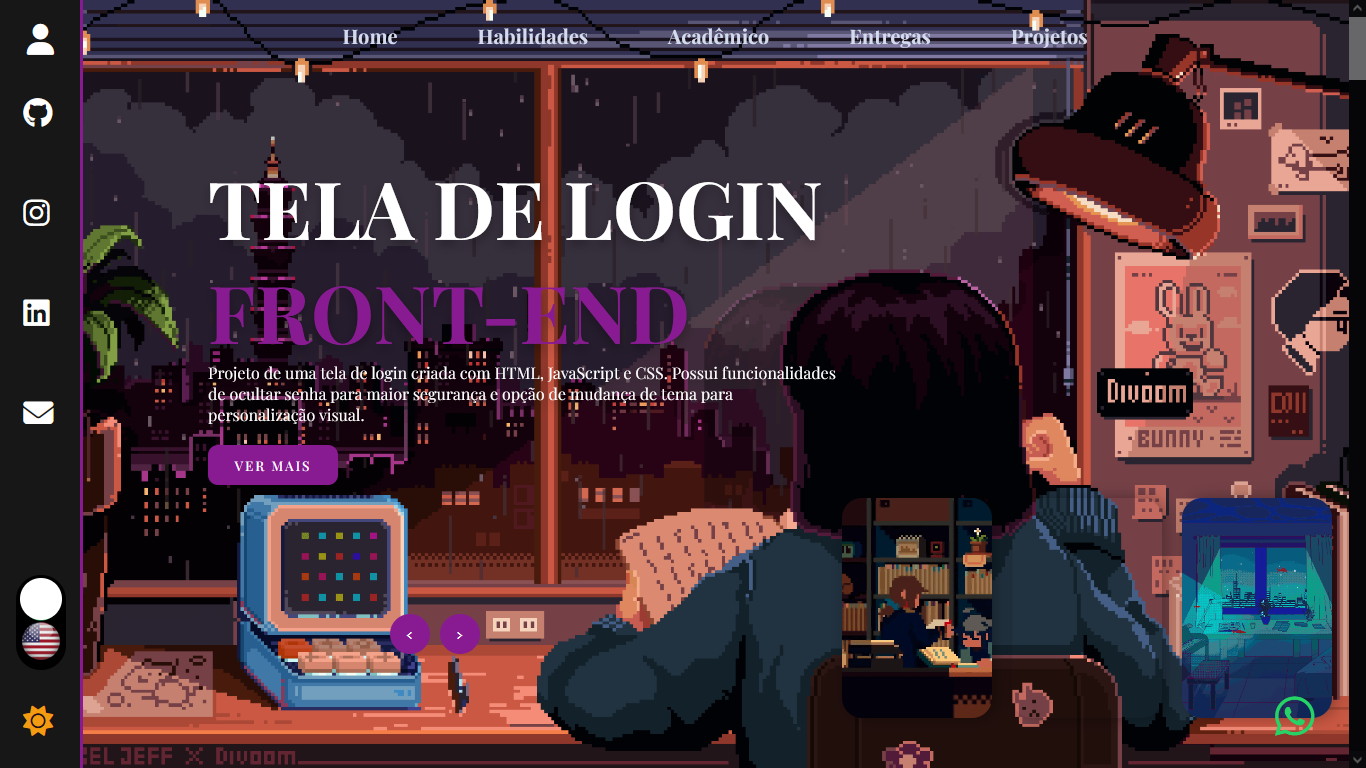 Home Habilidades Acadêmico Entregas Projetos
TELA DE LOGIN
FRONT-END
Projeto de uma tela de login criada com HTML, JavaScript e CSS. Possui funcionalidades
de ocultar senha para maior segurança e opção de mudança de tema para
personalização visual.
VER MAIS
Divoom
BUNNY
< >
in
EL JEFF X Divoom